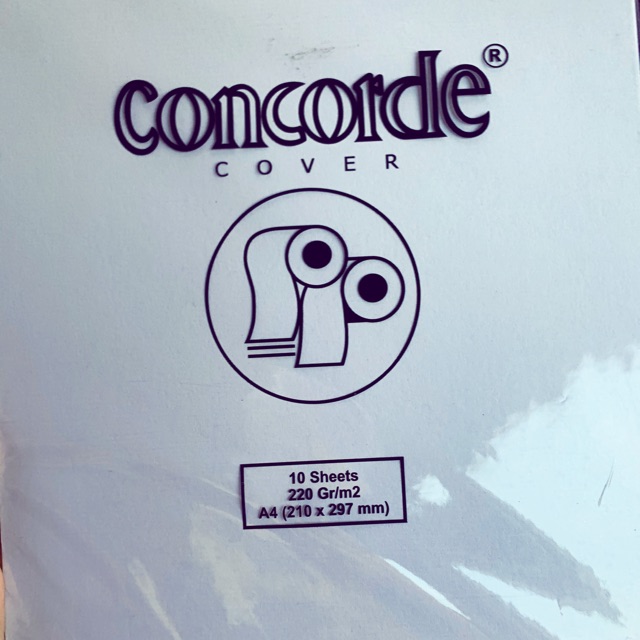 concorde®
COVER
10 Sheets
220 Gr/m2
A4 (210 x 297 mm)